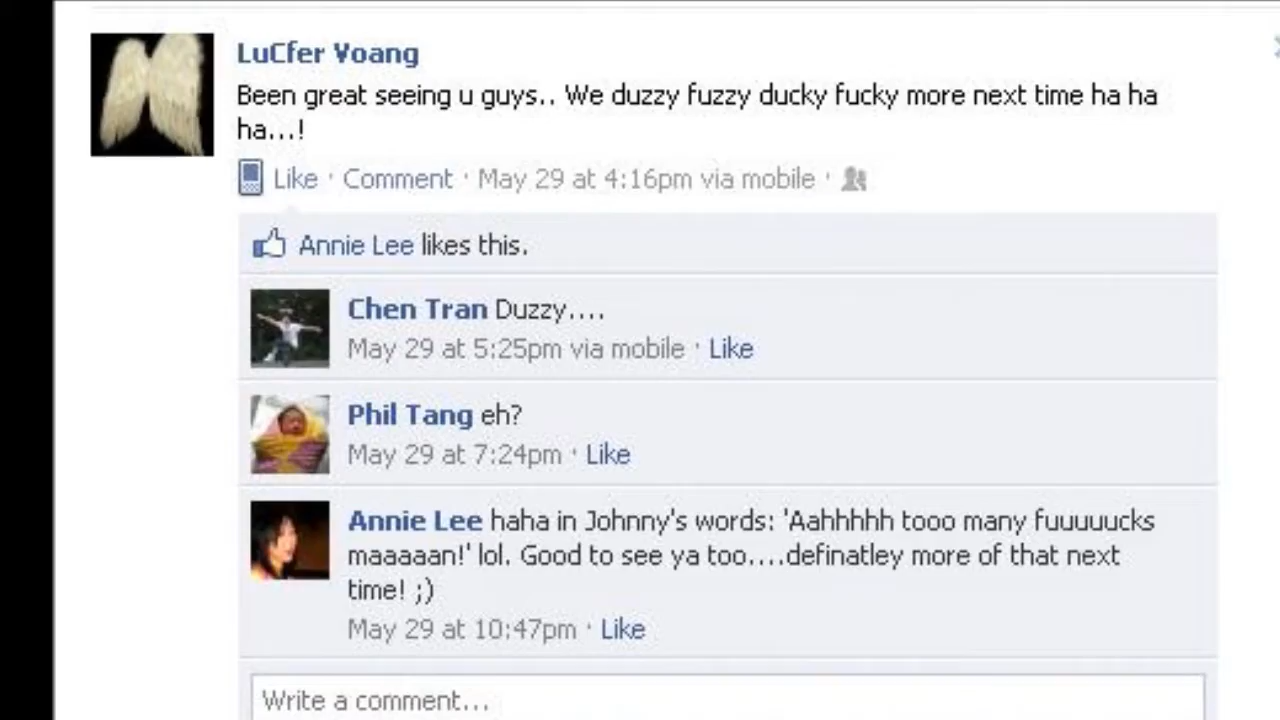 LuCfer Voang
Been great seeing u guys.. We duzzy fuzzy ducky fucky more next time ha ha
ha...!
Like · Comment · May 29 at 4:16pm via mobile ·
Annie Lee likes this.
Chen Tran Duzzy....
May 29 at 5:25pm via mobile · Like
Phil Tang eh?
May 29 at 7:24pm · Like
Annie Lee haha in Johnny's words: 'Aahhhhh tooo many fuuuuucks
maaaaan!' lol. Good to see ya too....definatley more of that next
time! ;)
May 29 at 10:47pm · Like
Write a comment...